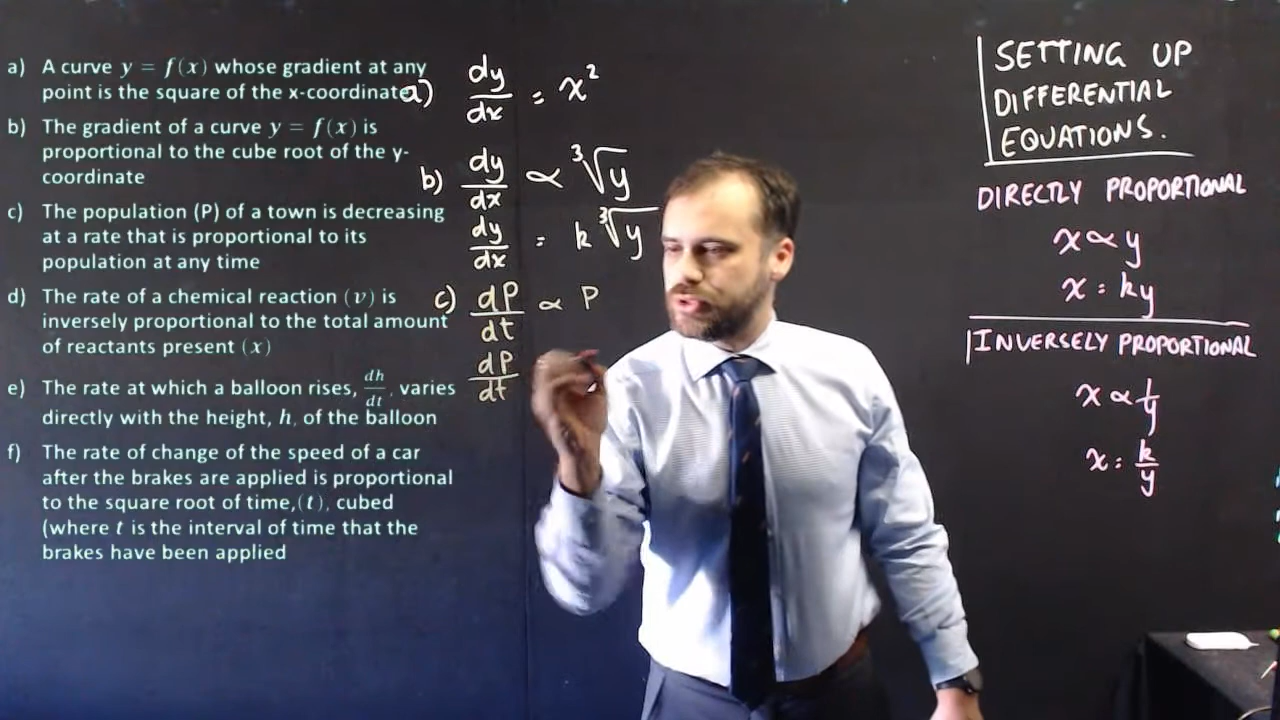 a) A curve y = f(x) whose gradient at any
point is the square of the x-coordinate
b) The gradient of a curve y = f(x) is
proportional to the cube root of the y-
coordinate
c) The population (P) of a town is decreasing
at a rate that is proportional to its
population at any time
d) The rate of a chemical reaction (v) is
inversely proportional to the total amount
of reactants present (x)
e) The rate at which a balloon rises, dh/dt, varies
directly with the height, h, of the balloon
f) The rate of change of the speed of a car
after the brakes are applied is proportional
to the square root of time,(t), cubed
(where t is the interval of time that the
brakes have been applied
a) dy/dx = x²
b) dy/dx ∝ ³√y
dy/dx = k ³√y
c) dP/dt ∝ P
dP/dt
SETTING UP
DIFFERENTIAL
EQUATIONS.
DIRECTLY PROPORTIONAL
x ∝ y
x = ky
INVERSELY PROPORTIONAL
x ∝ 1/y
x = k/y